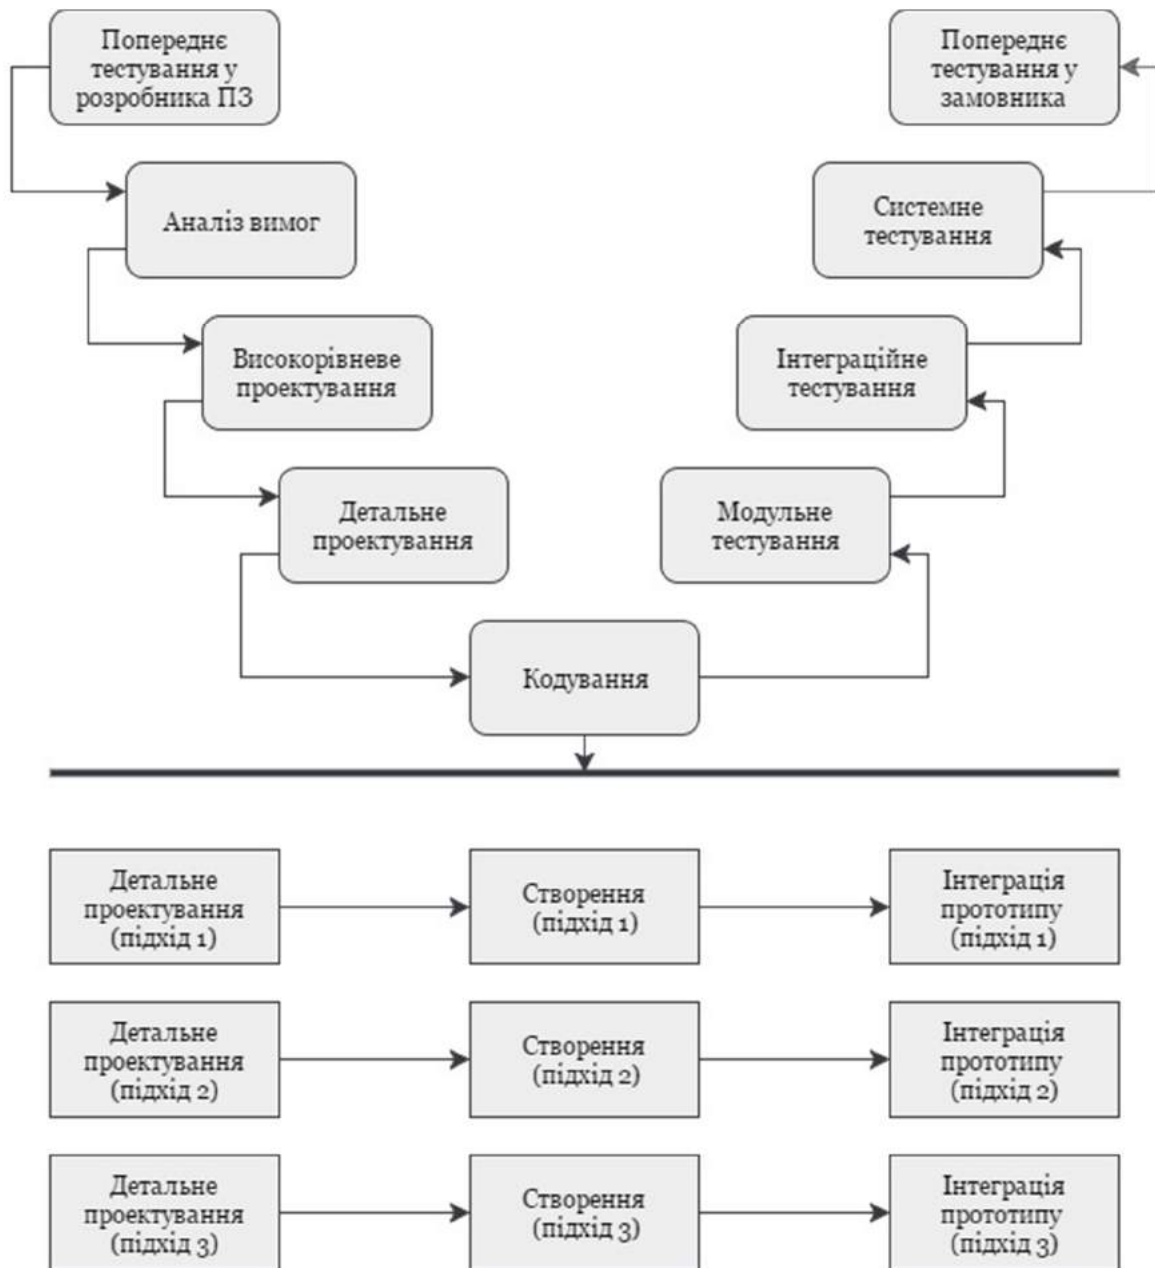 Попереднє
тестування у
розробника ПЗ
Попереднє
тестування у
замовника
Аналіз вимог
Системне
тестування
Високорівневе
проектування
Інтеграційне
тестування
Детальне
проектування
Модульне
тестування
Кодування
Детальне
проектування
(підхід 1)
Створення
(підхід 1)
Інтеграція
прототипу
(підхід 1)
Детальне
проектування
(підхід 2)
Створення
(підхід 2)
Інтеграція
прототипу
(підхід 2)
Детальне
проектування
(підхід 3)
Створення
(підхід 3)
Інтеграція
прототипу
(підхід 3)